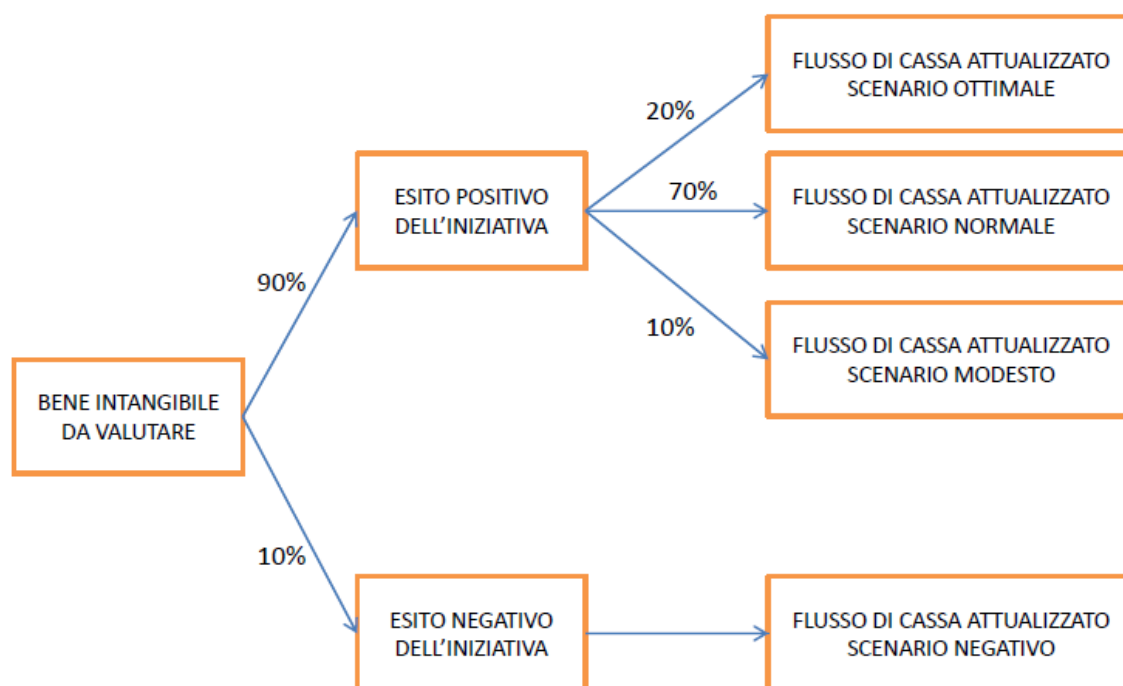 FLUSSO DI CASSA ATTUALIZZATO
SCENARIO OTTIMALE
20%
ESITO POSITIVO
DELL'INIZIATIVA
70%
FLUSSO DI CASSA ATTUALIZZATO
SCENARIO NORMALE
90%
10%
FLUSSO DI CASSA ATTUALIZZATO
SCENARIO MODESTO
BENE INTANGIBILE
DA VALUTARE
10%
ESITO NEGATIVO
DELL'INIZIATIVA
FLUSSO DI CASSA ATTUALIZZATO
SCENARIO NEGATIVO